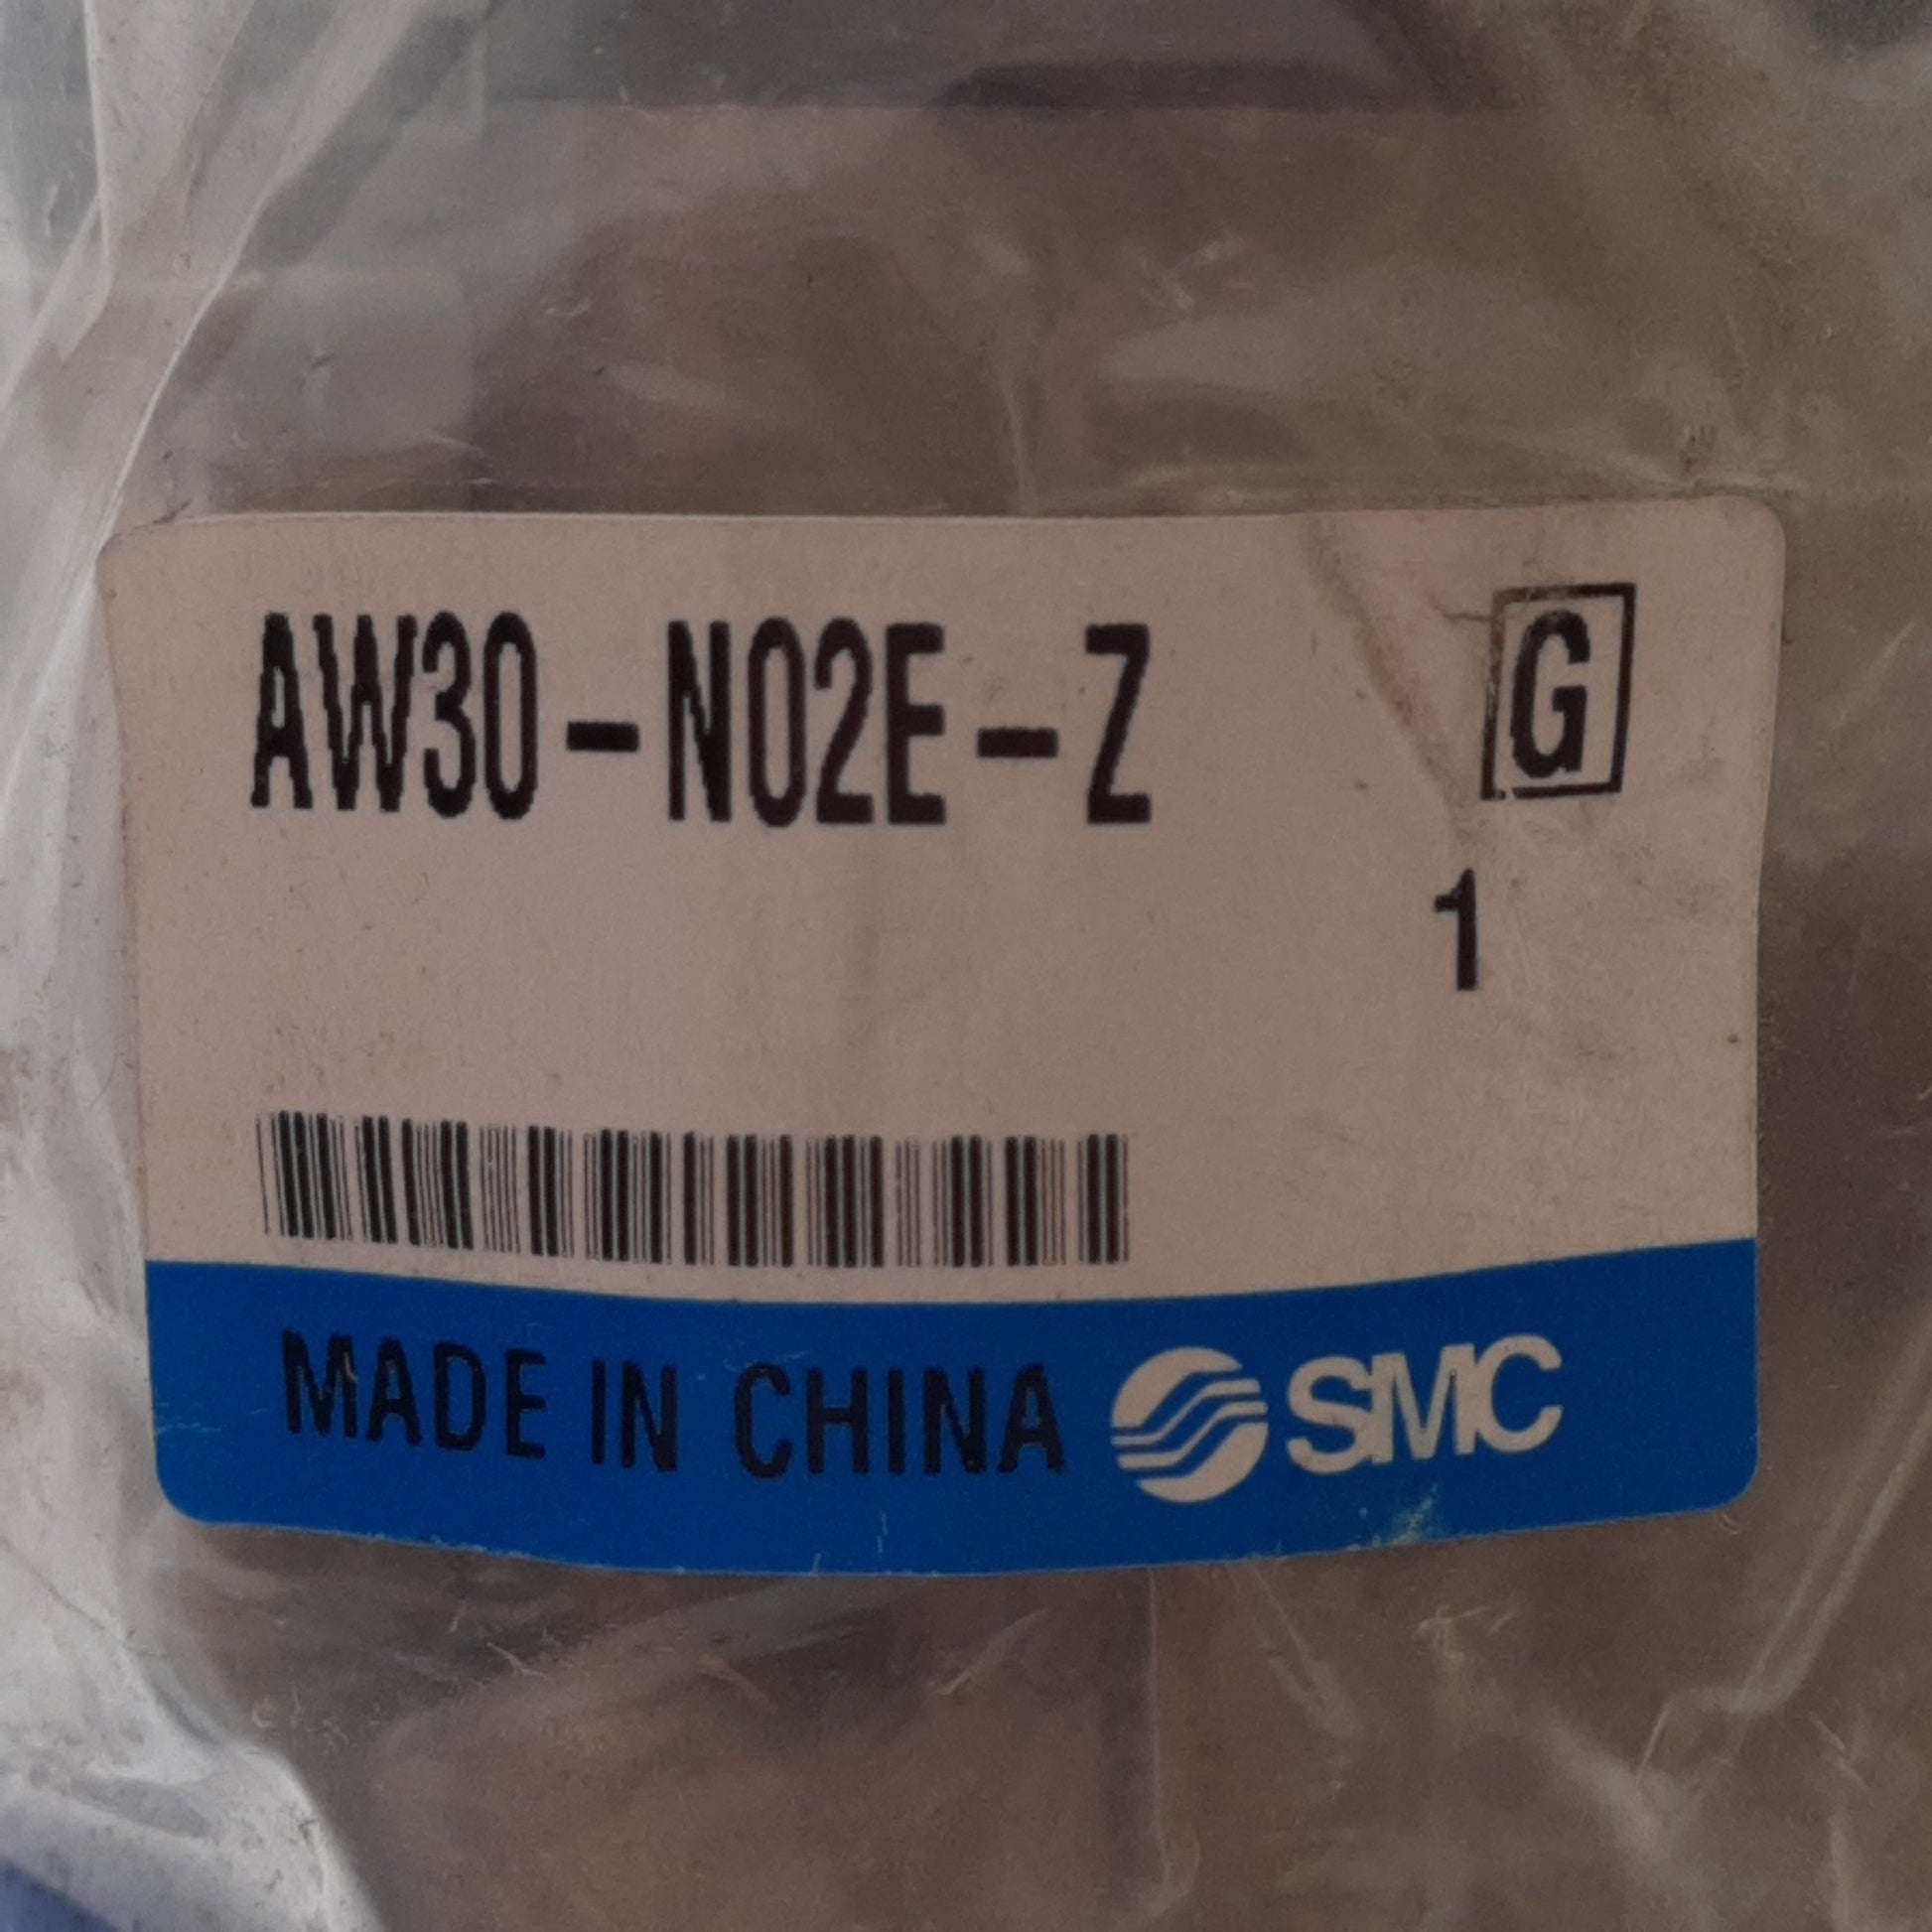 AW30-N02E-Z G
1
MADE IN CHINA SMC